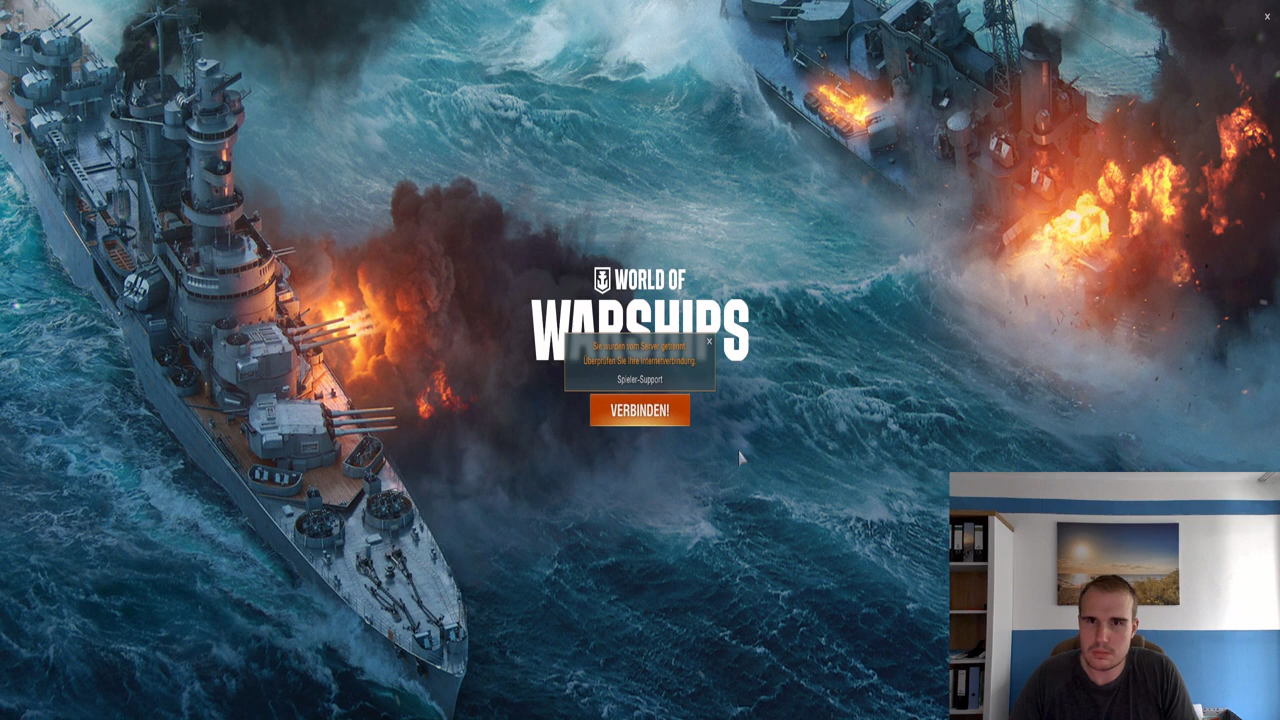 x
WORLD OF
WARSHIPS
x
Sie wurden vom Server getrennt.
Überprüfen Sie Ihre Internetverbindung.
Spieler-Support
VERBINDEN!